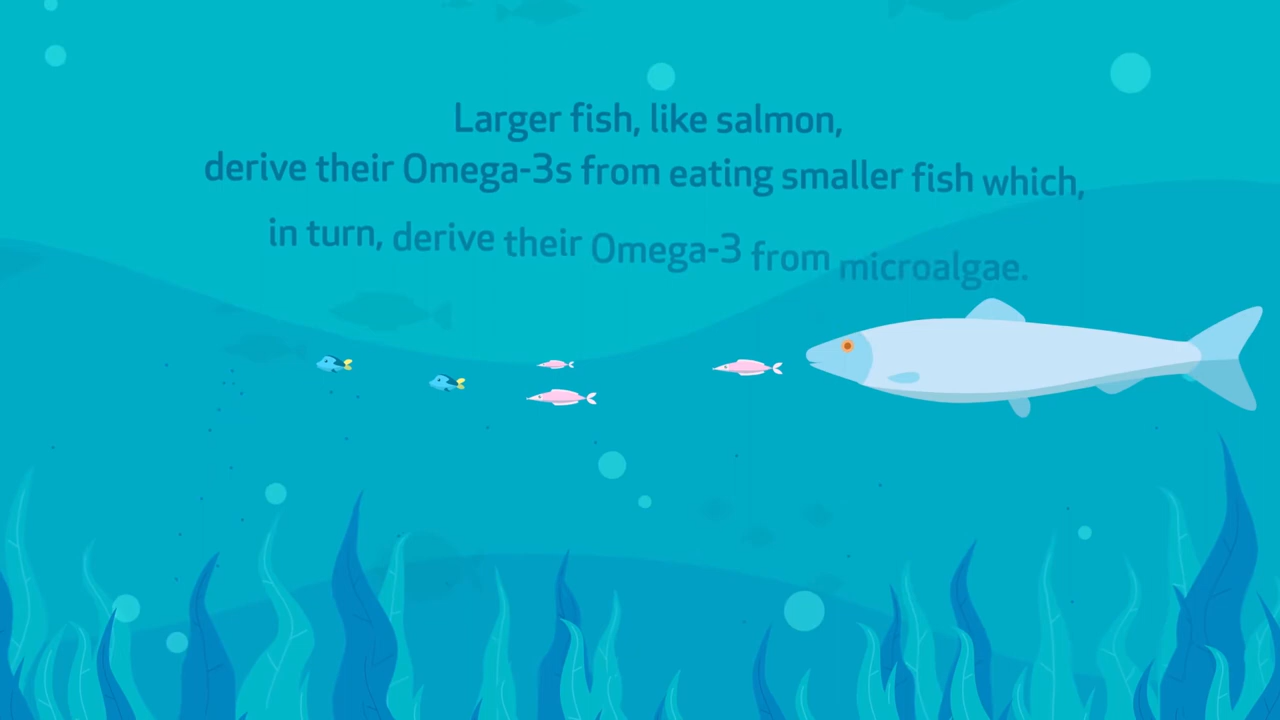 Larger fish, like salmon,
derive their Omega-3s from eating smaller fish which,
in turn, derive their Omega-3 from microalgae.